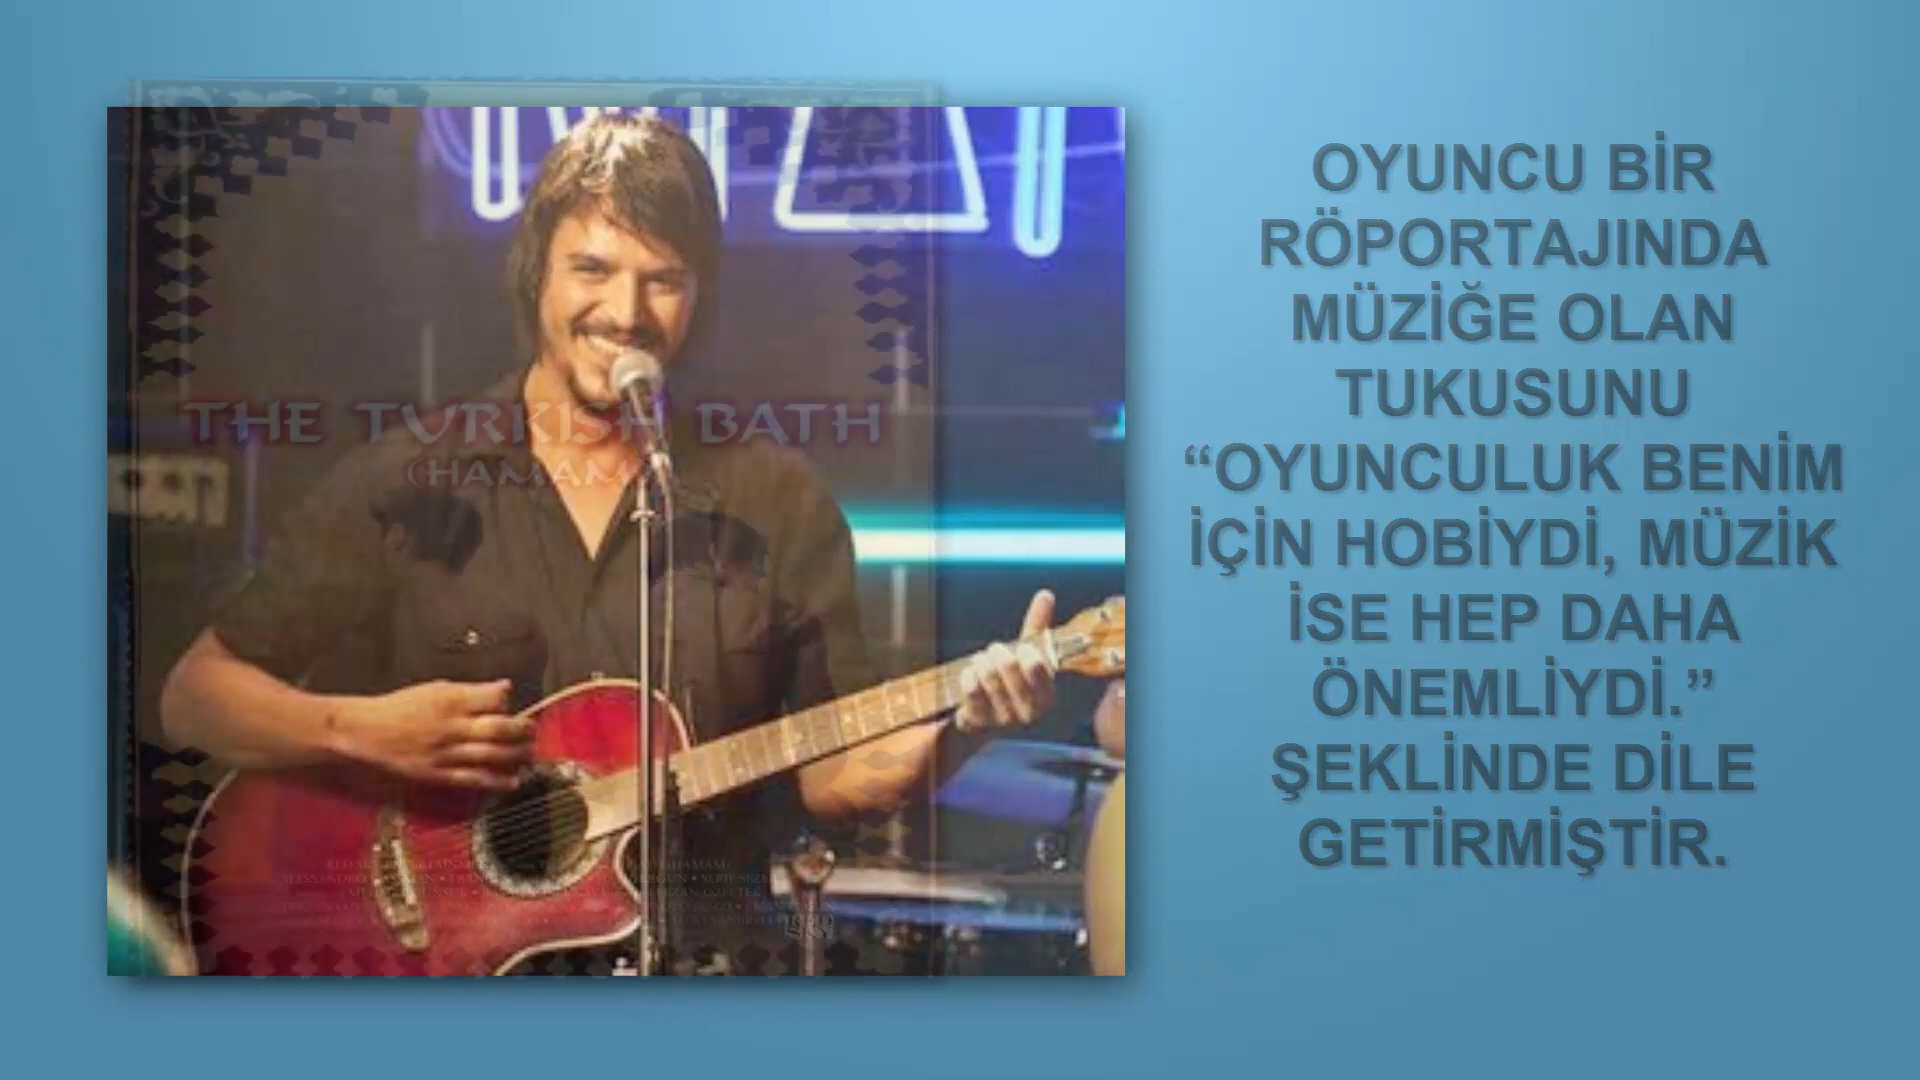 THE TURKISH BATH
(HAMAM)
OYUNCU BİR
RÖPORTAJINDA
MÜZİĞE OLAN
TUKUSUNU
“OYUNCULUK BENİM
İÇİN HOBİYDİ, MÜZİK
İSE HEP DAHA
ÖNEMLİYDİ.”
ŞEKLİNDE DİLE
GETİRMİŞTİR.